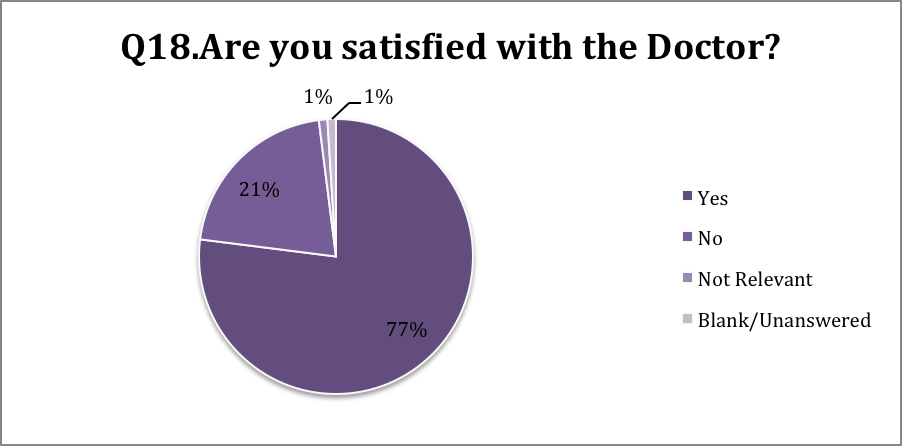 Q18.Are you satisfied with the Doctor?
1%
1%
21%
77%
Yes
No
Not Relevant
Blank/Unanswered